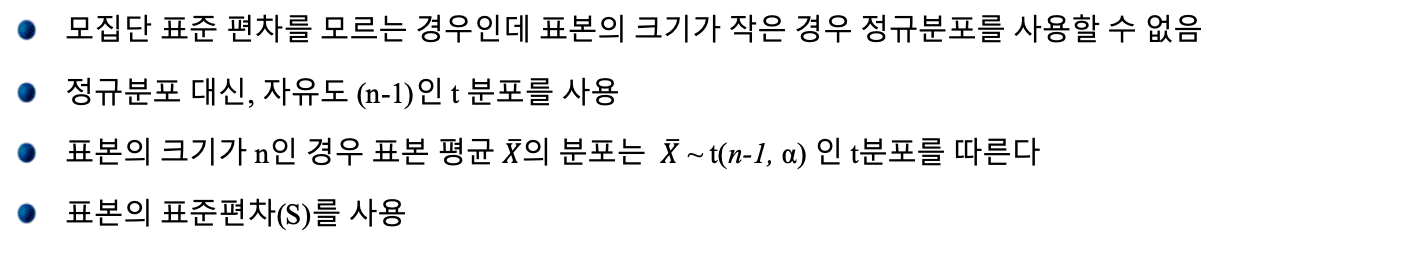 모집단 표준 편차를 모르는 경우인데 표본의 크기가 작은 경우 정규분포를 사용할 수 없음
정규분포 대신, 자유도 (n-1)인 t 분포를 사용
표본의 크기가 n인 경우 표본 평균 X̄의 분포는 X̄ ~ t(n-1, α) 인 t분포를 따른다
표본의 표준편차(S)를 사용